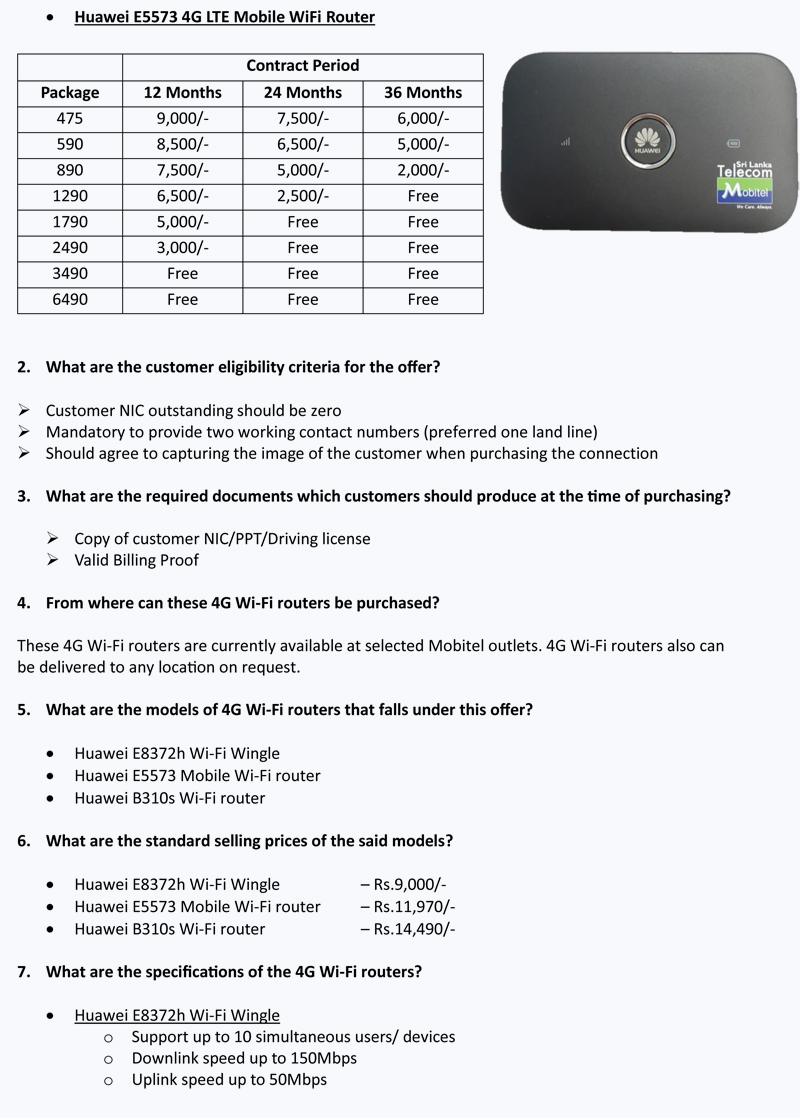 • Huawei E5573 4G LTE Mobile WiFi Router
Contract Period
Package 12 Months 24 Months 36 Months
475 9,000/- 7,500/- 6,000/-
590 8,500/- 6,500/- 5,000/-
890 7,500/- 5,000/- 2,000/-
1290 6,500/- 2,500/- Free
1790 5,000/- Free Free
2490 3,000/- Free Free
3490 Free Free Free
6490 Free Free Free
HUAWEI
Sri Lanka
Telecom
Mobitel
We Care. Always.
2. What are the customer eligibility criteria for the offer?
➢ Customer NIC outstanding should be zero
➢ Mandatory to provide two working contact numbers (preferred one land line)
➢ Should agree to capturing the image of the customer when purchasing the connection
3. What are the required documents which customers should produce at the time of purchasing?
➢ Copy of customer NIC/PPT/Driving license
➢ Valid Billing Proof
4. From where can these 4G Wi-Fi routers be purchased?
These 4G Wi-Fi routers are currently available at selected Mobitel outlets. 4G Wi-Fi routers also can
be delivered to any location on request.
5. What are the models of 4G Wi-Fi routers that falls under this offer?
• Huawei E8372h Wi-Fi Wingle
• Huawei E5573 Mobile Wi-Fi router
• Huawei B310s Wi-Fi router
6. What are the standard selling prices of the said models?
• Huawei E8372h Wi-Fi Wingle – Rs.9,000/-
• Huawei E5573 Mobile Wi-Fi router – Rs.11,970/-
• Huawei B310s Wi-Fi router – Rs.14,490/-
7. What are the specifications of the 4G Wi-Fi routers?
• Huawei E8372h Wi-Fi Wingle
o Support up to 10 simultaneous users/ devices
o Downlink speed up to 150Mbps
o Uplink speed up to 50Mbps